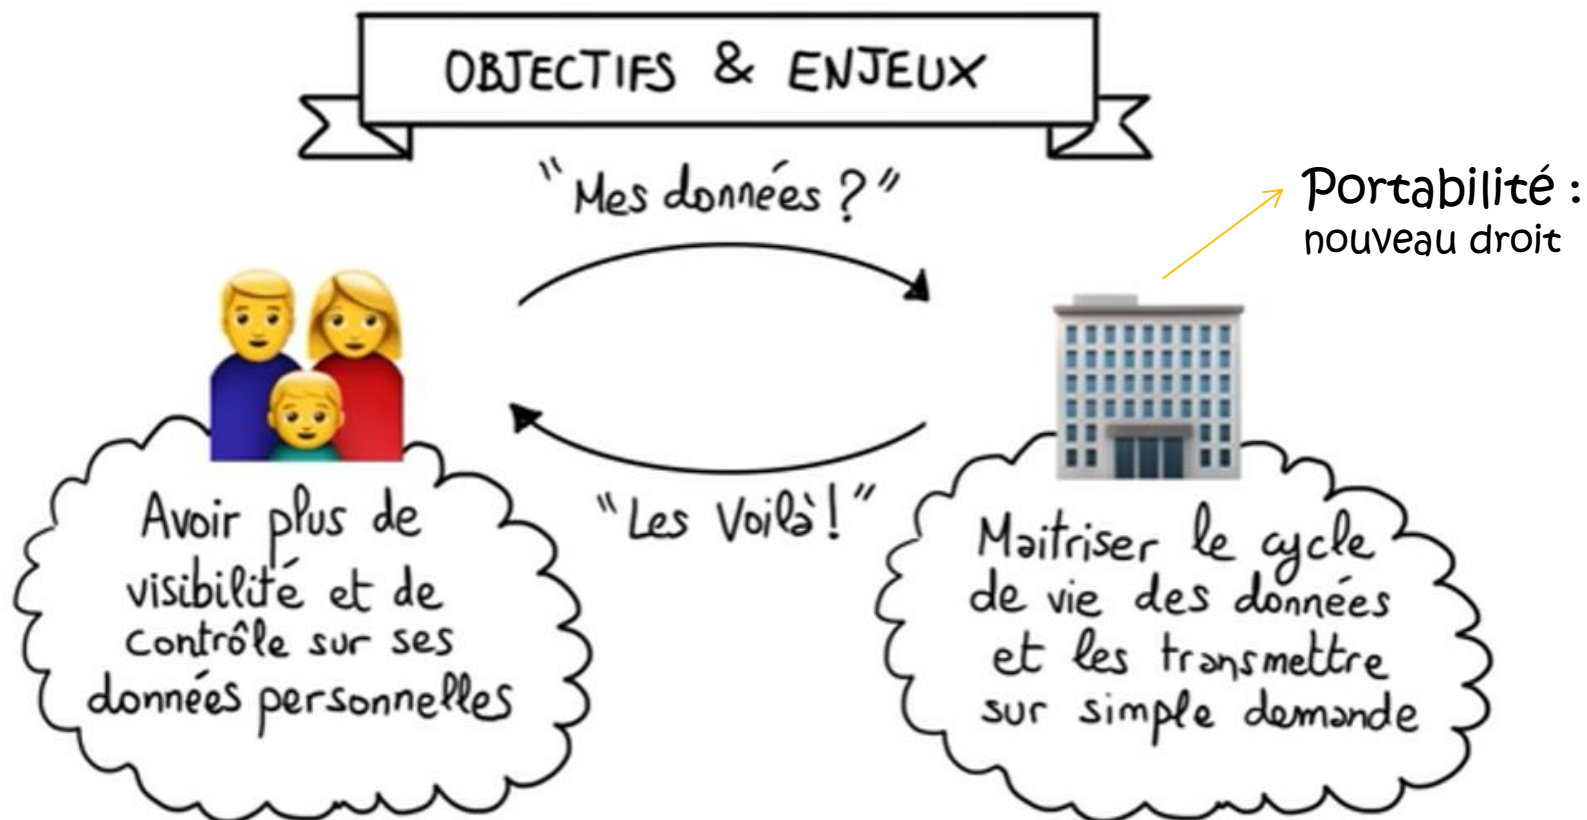 OBJECTIFS & ENJEUX
"Mes données ?"
Portabilité :
nouveau droit
"Les Voilà !"
Avoir plus de
visibilité et de
contrôle sur ses
données personnelles
Maitriser le cycle
de vie des données
et les transmettre
sur simple demande